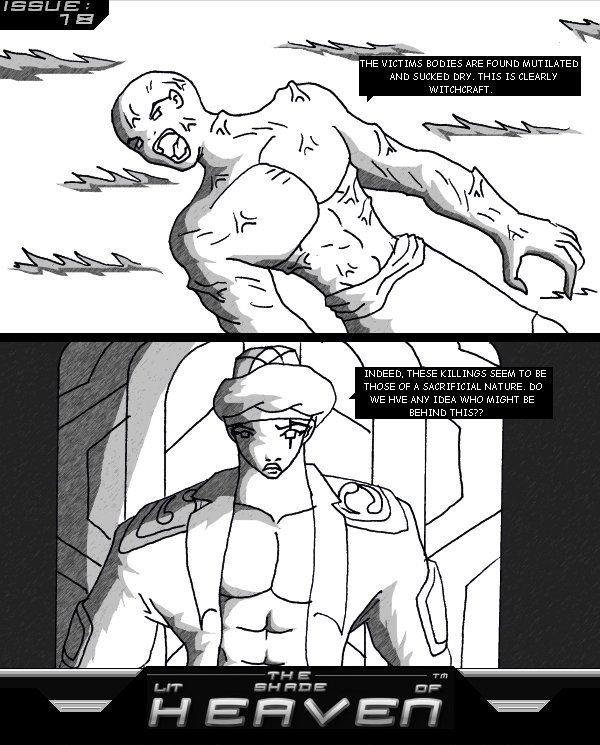 ISSUE:
78
THE VICTIMS BODIES ARE FOUND MUTILATED
AND SUCKED DRY. THIS IS CLEARLY
WITCHCRAFT.
INDEED, THESE KILLINGS SEEM TO BE
THOSE OF A SACRIFICIAL NATURE. DO
WE HVE ANY IDEA WHO MIGHT BE
BEHIND THIS??
THE TM
LIT SHADE OF
HEAVEN